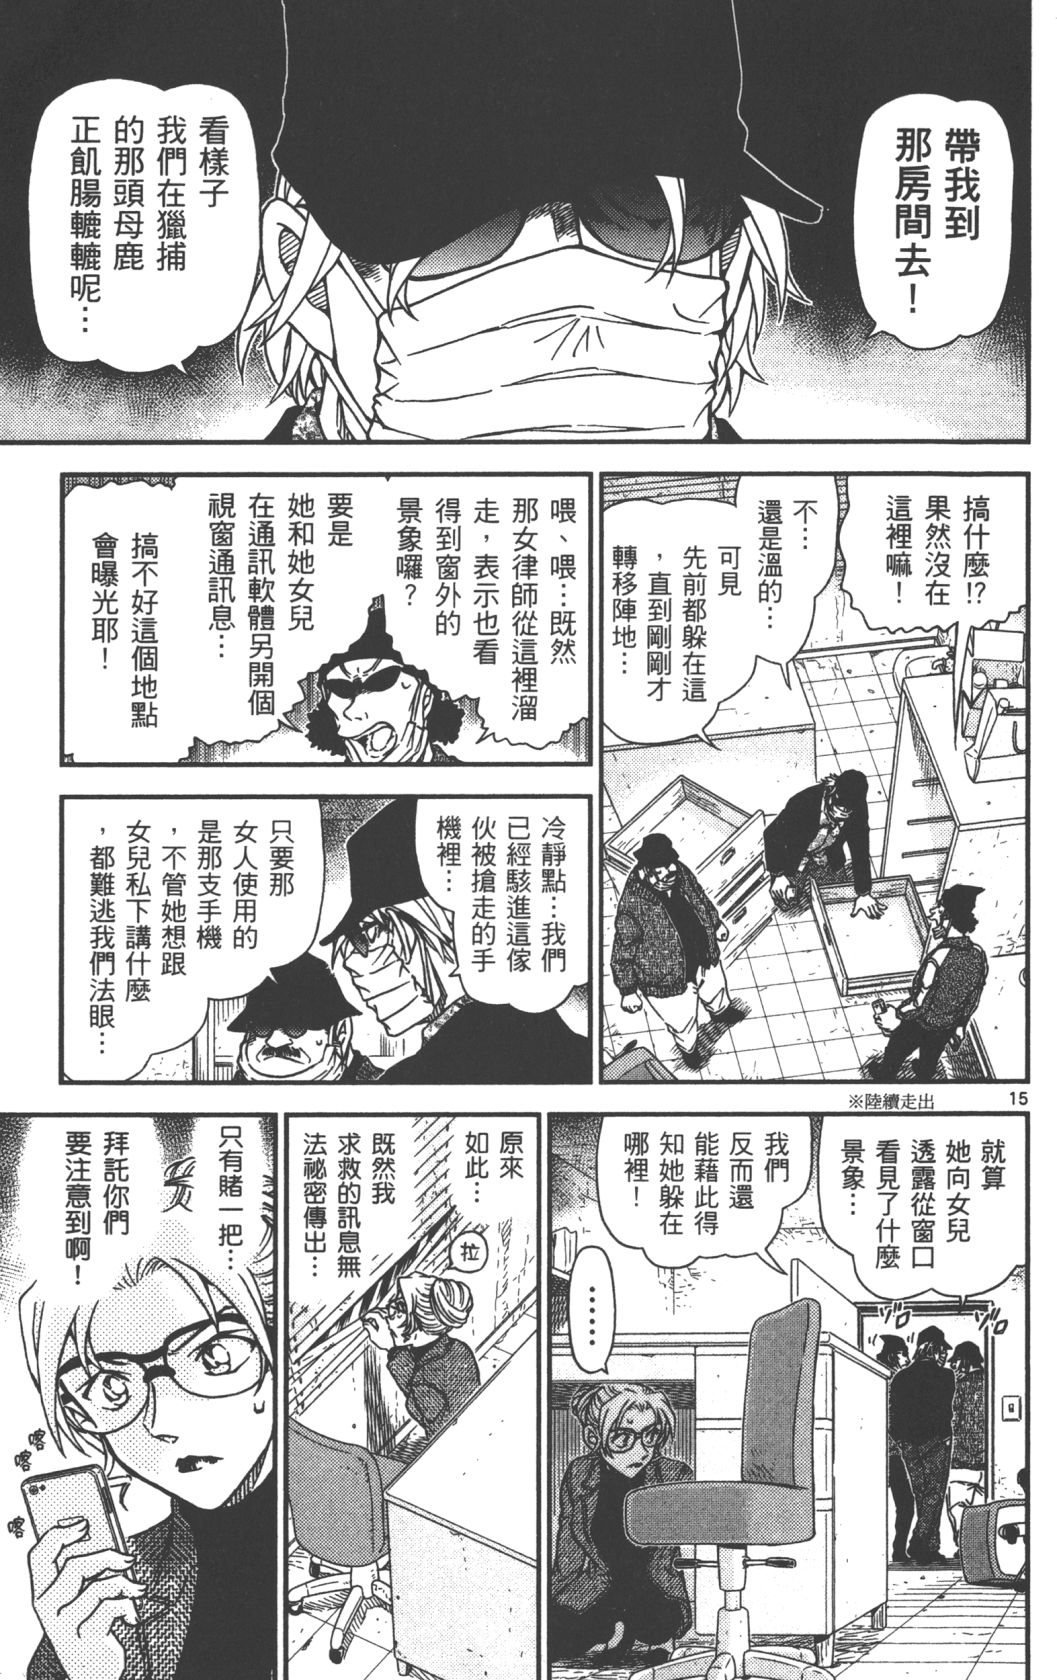 帶我到
那房間去！
看樣子
我們在獵捕
的那頭母鹿
正飢腸轆轆呢…
搞什麼!?
果然沒在
這裡嘛！
不…
還是溫的…
可見
先前都躲在這
，直到剛剛才
轉移陣地…
喂、喂…既然
那女律師從這裡溜
走，表示也看
得到窗外的
景象囉？
要是
她和她女兒
在通訊軟體另開個
視窗通訊息…
搞不好這個地點
會曝光耶！
冷靜點…我們
已經駭進這傢
伙被搶走的手
機裡…
只要那
女人使用的
是那支手機
，不管她想跟
女兒私下講什麼
，都難逃我們法眼…
15
※陸續走出
就算
她向女兒
透露從窗口
看見了什麼
景象…
我們
反而還
能藉此得
知她躲在
哪裡！
ゾロ
ゾロ
………
原來
如此…
拉
既然我
求救的訊息無
法祕密傳出…
只有賭一把…
拜託你們
要注意到啊！
喀
喀
喀